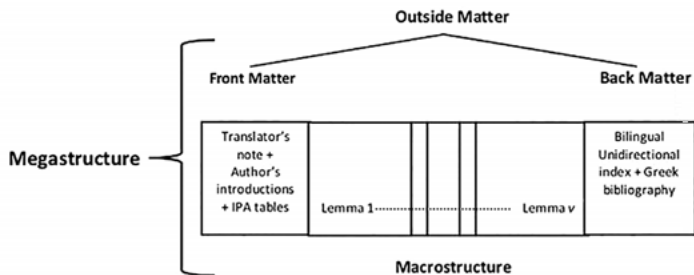 Outside Matter
Front Matter
Back Matter
Megastructure
Translator's
note +
Author's
introductions
+ IPA tables
Lemma 1
Lemma v
Bilingual
Unidirectional
index + Greek
bibliography
Macrostructure